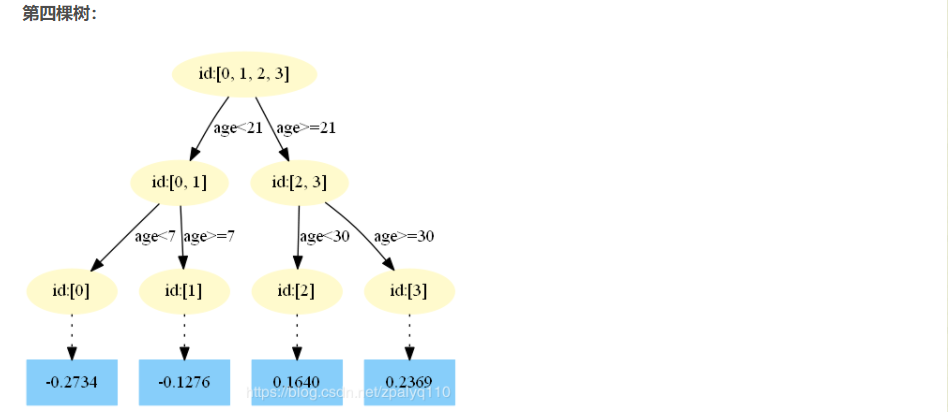 第四棵树：
id:[0, 1, 2, 3]
age<21 age>=21
id:[0, 1] id:[2, 3]
age<7 age>=7 age<30 age>=30
id:[0] id:[1] id:[2] id:[3]
-0.2734 -0.1276 0.1640 0.2369
https://blog.csdn.net/zpalyq110